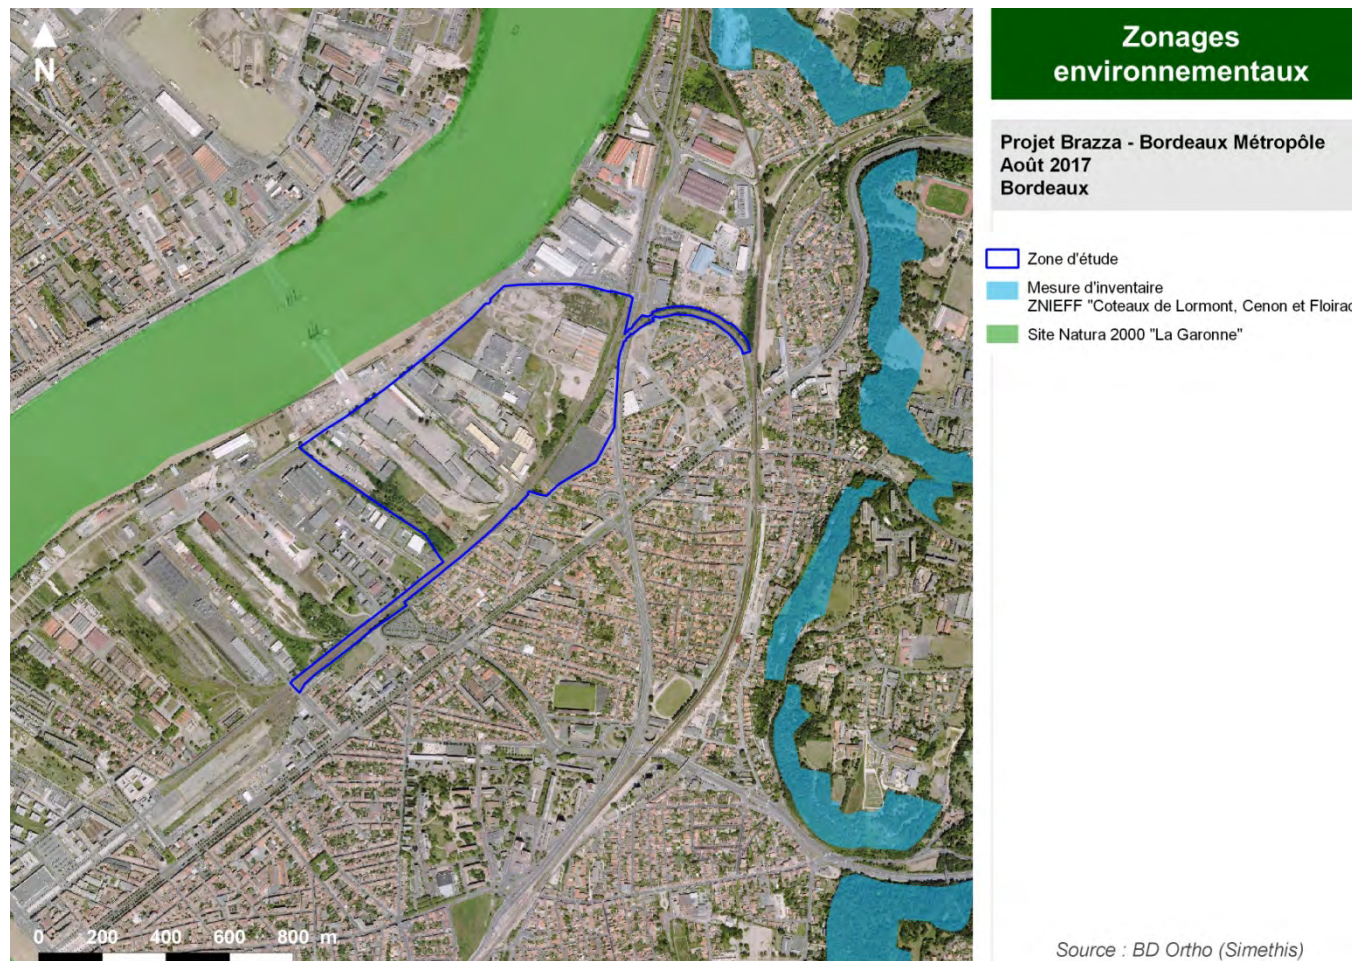 Zonages
environnementaux
Projet Brazza - Bordeaux Métropôle
Août 2017
Bordeaux
Zone d'étude
Mesure d'inventaire
ZNIEFF "Coteaux de Lormont, Cenon et Floirac
Site Natura 2000 "La Garonne"
N
0 200 400 600 800 m
Source : BD Ortho (Simethis)